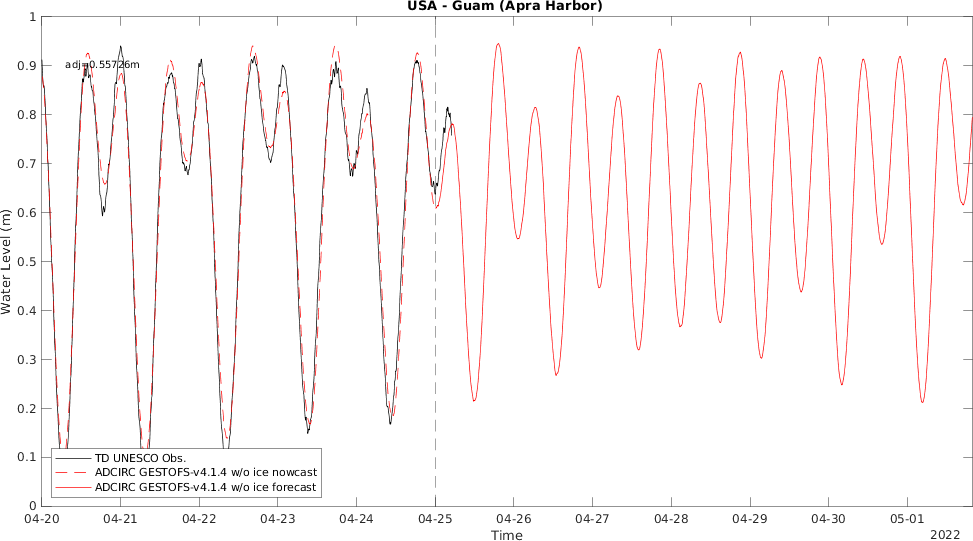 USA - Guam (Apra Harbor)
1
0.9
0.8
0.7
0.6
0.5
0.4
0.3
0.2
0.1
0
Water Level (m)
adj=0.55726m
TD UNESCO Obs.
ADCIRC GESTOFS-v4.1.4 w/o ice nowcast
ADCIRC GESTOFS-v4.1.4 w/o ice forecast
04-20 04-21 04-22 04-23 04-24 04-25 04-26 04-27 04-28 04-29 04-30 05-01
Time
2022